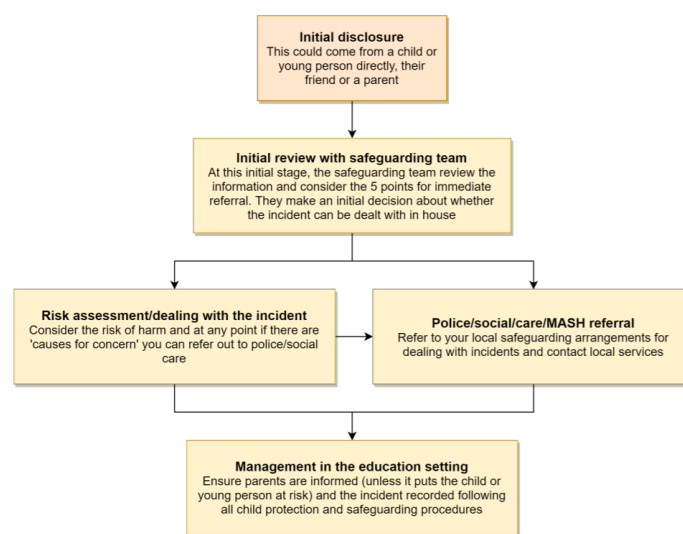 Initial disclosure
This could come from a child or
young person directly, their
friend or a parent
Initial review with safeguarding team
At this initial stage, the safeguarding team review the
information and consider the 5 points for immediate
referral. They make an initial decision about whether
the incident can be dealt with in house
Risk assessment/dealing with the incident
Consider the risk of harm and at any point if there are
'causes for concern' you can refer out to police/social
care
Police/social/care/MASH referral
Refer to your local safeguarding arrangements for
dealing with incidents and contact local services
Management in the education setting
Ensure parents are informed (unless it puts the child or
young person at risk) and the incident recorded following
all child protection and safeguarding procedures